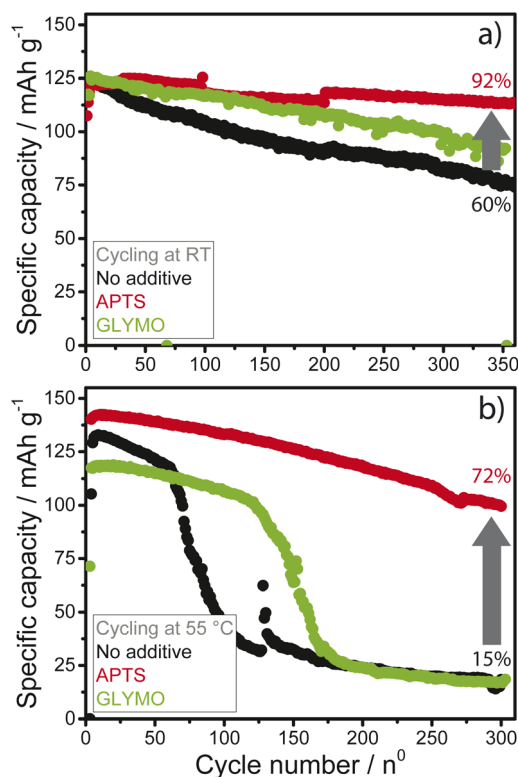 a)
Specific capacity / mAh g⁻¹
150
125
100
75
50
25
0
92%
60%
Cycling at RT
No additive
APTS
GLYMO
0 50 100 150 200 250 300 350
b)
Specific capacity / mAh g⁻¹
150
125
100
75
50
25
0
72%
15%
Cycling at 55 °C
No additive
APTS
GLYMO
0 50 100 150 200 250 300
Cycle number / n⁰